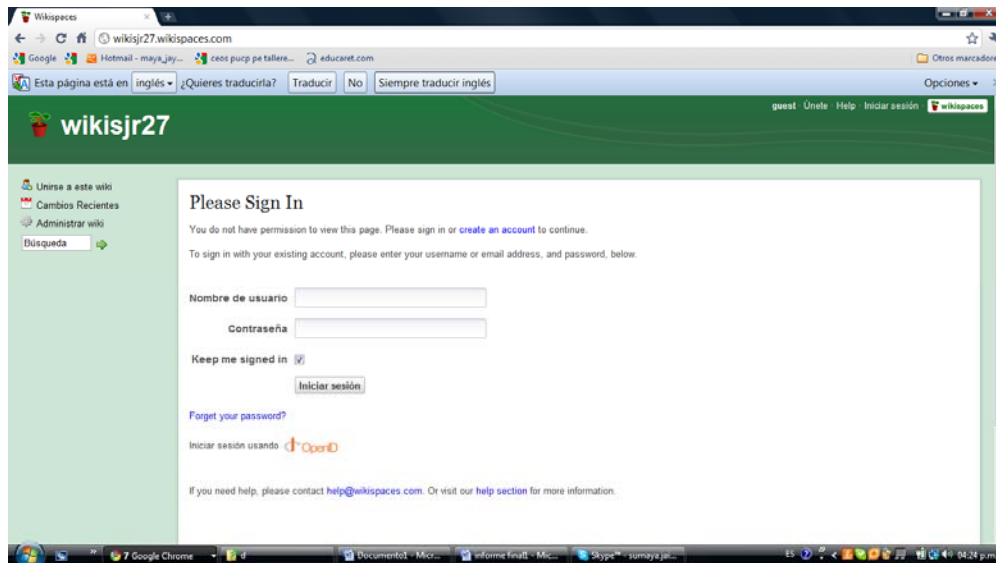 Wikispaces
wikisjr27.wikispaces.com
Google Hotmail - maya_jay... ceos pucp pe tallere... educaret.com Otros marcadore
Esta página está en inglés ¿Quieres traducirla? Traducir No Siempre traducir inglés Opciones
guest · Únete · Help · Iniciar sesión · wikispaces
wikisjr27
Unirse a este wiki
Cambios Recientes
Administrar wiki
Búsqueda
Please Sign In
You do not have permission to view this page. Please sign in or create an account to continue.
To sign in with your existing account, please enter your username or email address, and password, below.
Nombre de usuario
Contraseña
Keep me signed in
Iniciar sesión
Forget your password?
Iniciar sesión usando OpenID
If you need help, please contact help@wikispaces.com. Or visit our help section for more information.
7 Google Chrome d Documento1 - Micr... informe final1 - Mic... Skype™ - sumaya.jai... ES 04:24 p.m.